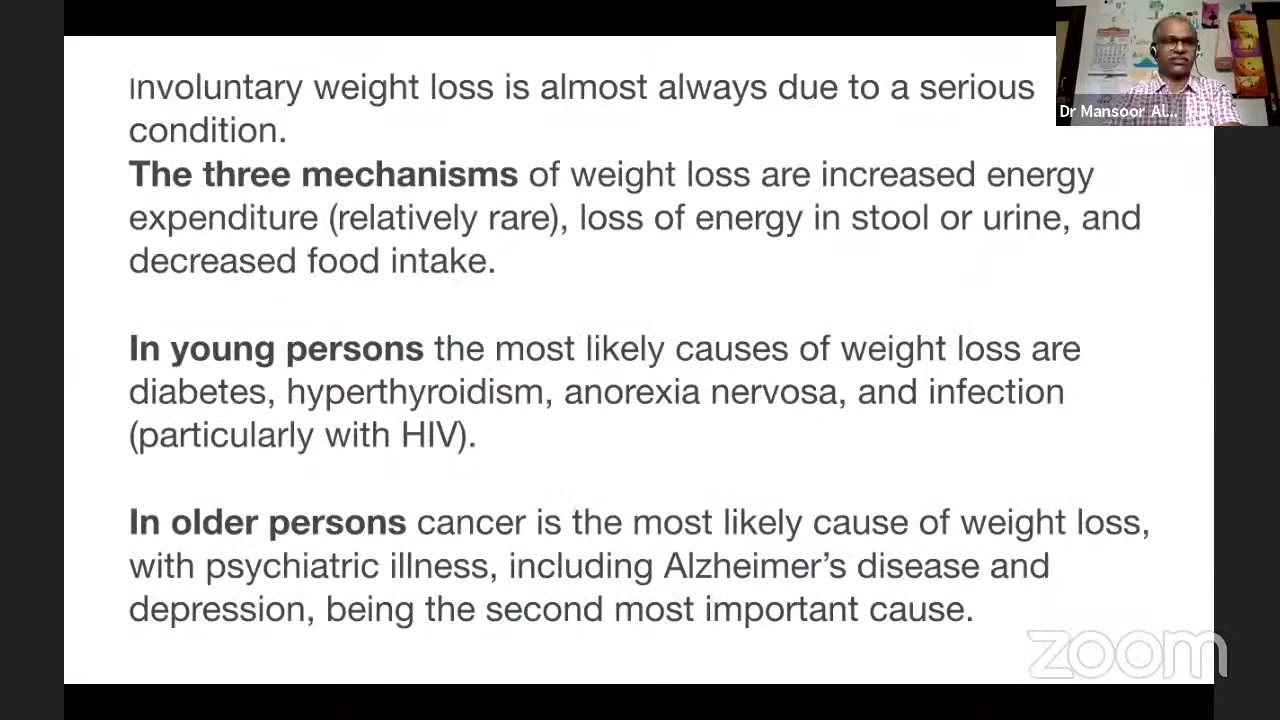 Involuntary weight loss is almost always due to a serious
condition.
The three mechanisms of weight loss are increased energy
expenditure (relatively rare), loss of energy in stool or urine, and
decreased food intake.
In young persons the most likely causes of weight loss are
diabetes, hyperthyroidism, anorexia nervosa, and infection
(particularly with HIV).
In older persons cancer is the most likely cause of weight loss,
with psychiatric illness, including Alzheimer’s disease and
depression, being the second most important cause.
Dr Mansoor Al...
zoom